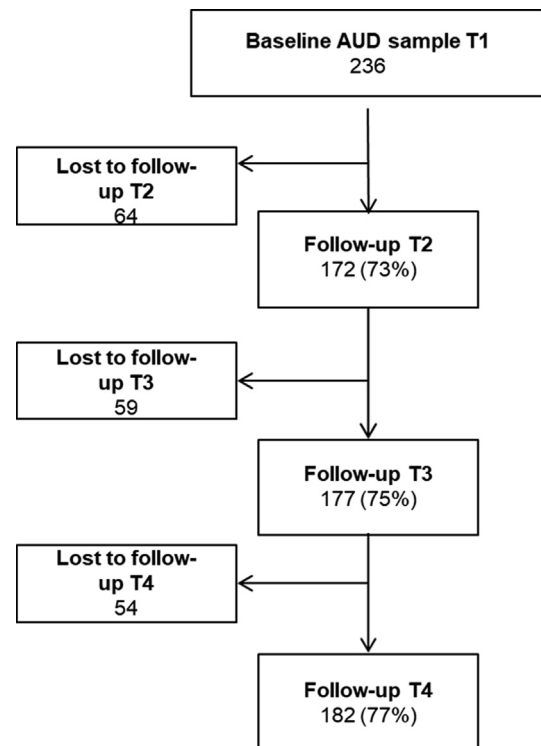 Baseline AUD sample T1
236
Lost to follow-
up T2
64
Follow-up T2
172 (73%)
Lost to follow-
up T3
59
Follow-up T3
177 (75%)
Lost to follow-
up T4
54
Follow-up T4
182 (77%)